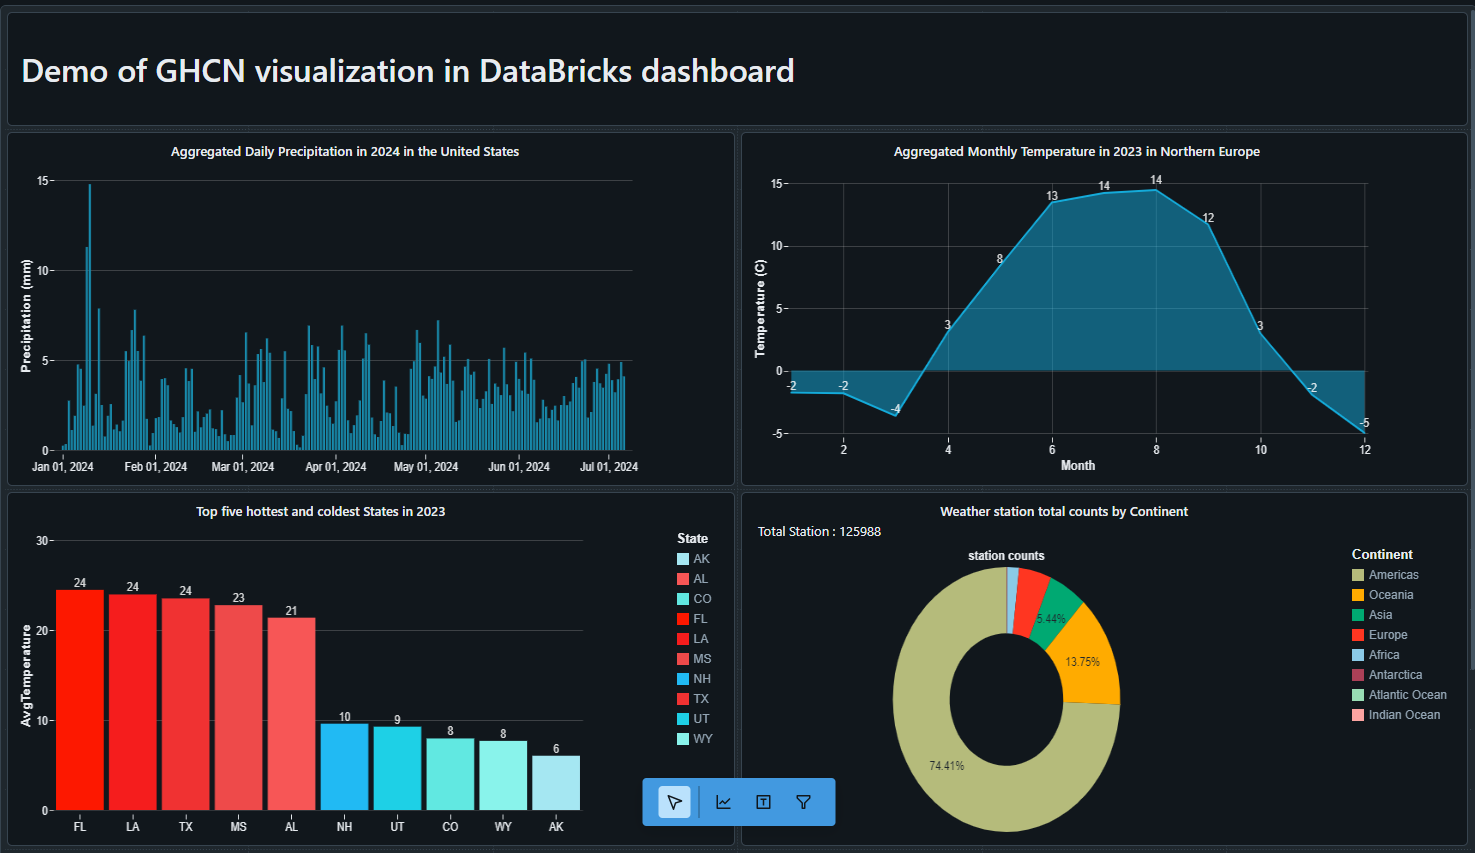 Demo of GHCN visualization in DataBricks dashboard
Aggregated Daily Precipitation in 2024 in the United States
Precipitation (mm)
15
10
5
0
Jan 01, 2024 Feb 01, 2024 Mar 01, 2024 Apr 01, 2024 May 01, 2024 Jun 01, 2024 Jul 01, 2024
Aggregated Monthly Temperature in 2023 in Northern Europe
Temperature (C)
15
10
5
0
-5
-2 -2 -4 3 8 13 14 14 12 3 -2 -5
2 4 6 8 10 12
Month
Top five hottest and coldest States in 2023
AvgTemperature
30
20
10
0
24 24 24 23 21 10 9 8 8 6
FL LA TX MS AL NH UT CO WY AK
State
AK
AL
CO
FL
LA
MS
NH
TX
UT
WY
Weather station total counts by Continent
Total Station : 125988
station counts
5.44%
13.75%
74.41%
Continent
Americas
Oceania
Asia
Europe
Africa
Antarctica
Atlantic Ocean
Indian Ocean